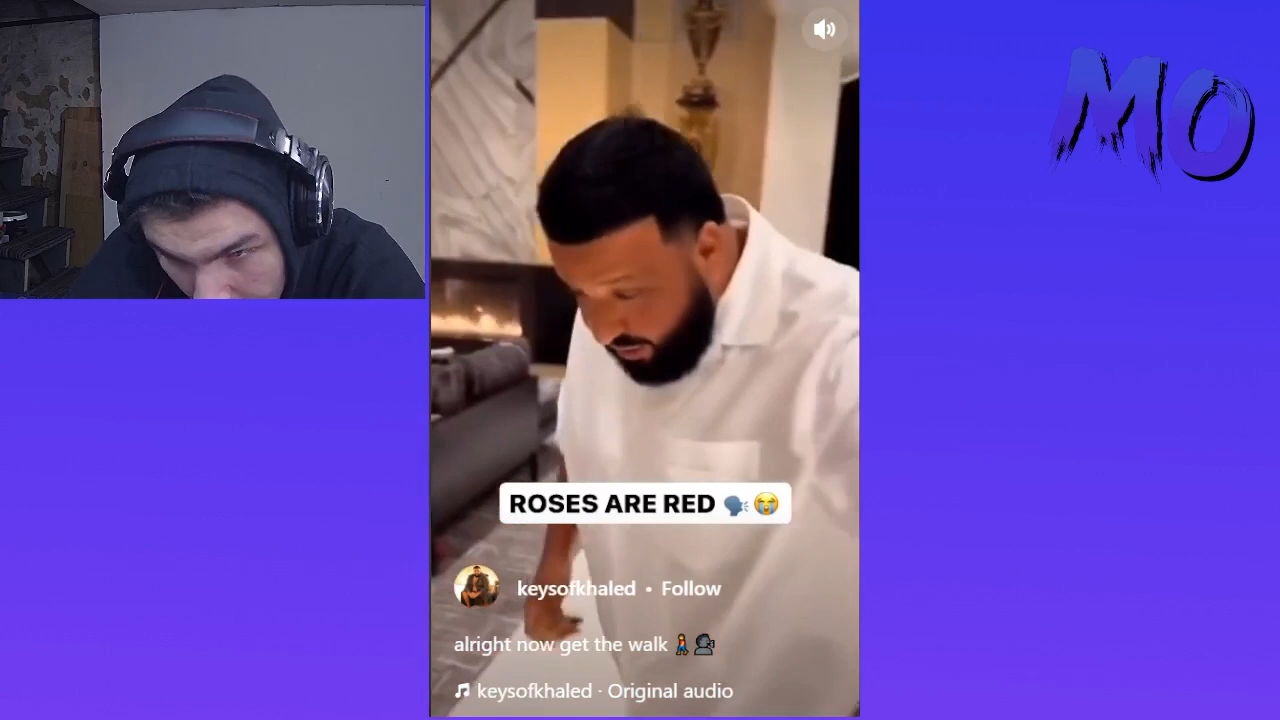 MO
ROSES ARE RED 🗣️😭
keysofkhaled • Follow
alright now get the walk 🚶🗣️
keysofkhaled · Original audio